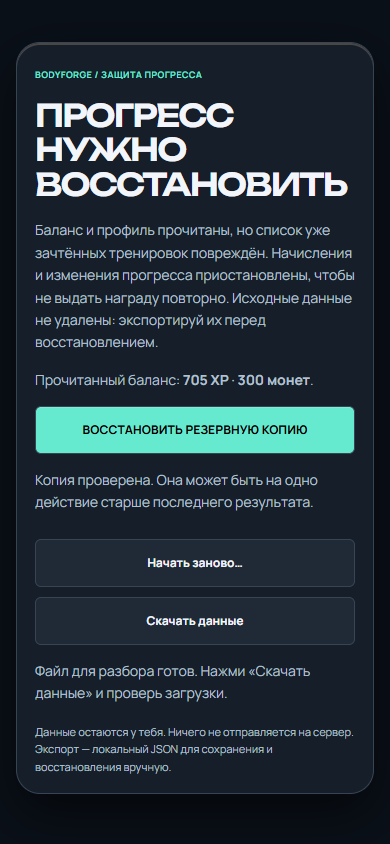 BODYFORGE / ЗАЩИТА ПРОГРЕССА
ПРОГРЕСС
НУЖНО
ВОССТАНОВИТЬ
Баланс и профиль прочитаны, но список уже
зачтённых тренировок повреждён. Начисления
и изменения прогресса приостановлены, чтобы
не выдать награду повторно. Исходные данные
не удалены: экспортируй их перед
восстановлением.
Прочитанный баланс: 705 XP · 300 монет.
ВОССТАНОВИТЬ РЕЗЕРВНУЮ КОПИЮ
Копия проверена. Она может быть на одно
действие старше последнего результата.
Начать заново…
Скачать данные
Файл для разбора готов. Нажми «Скачать
данные» и проверь загрузки.
Данные остаются у тебя. Ничего не отправляется на сервер.
Экспорт — локальный JSON для сохранения и
восстановления вручную.